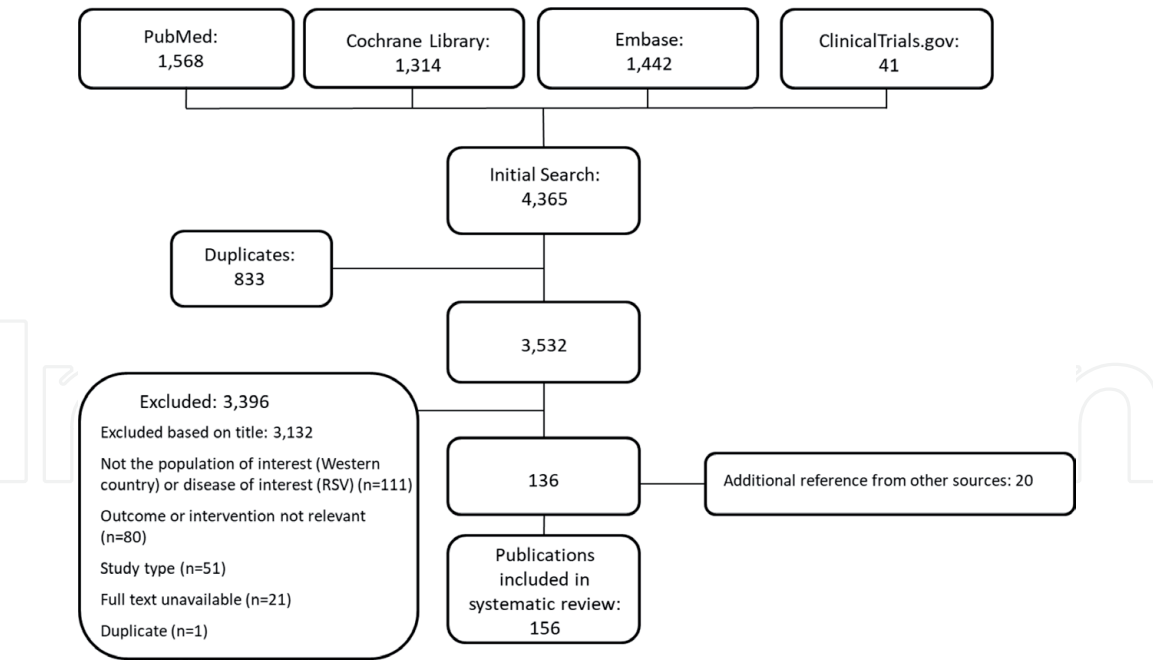 PubMed:
1,568
Cochrane Library:
1,314
Embase:
1,442
ClinicalTrials.gov:
41
Initial Search:
4,365
Duplicates:
833
3,532
Excluded: 3,396
Excluded based on title: 3,132
Not the population of interest (Western
country) or disease of interest (RSV) (n=111)
Outcome or intervention not relevant
(n=80)
Study type (n=51)
Full text unavailable (n=21)
Duplicate (n=1)
136
Additional reference from other sources: 20
Publications
included in
systematic review:
156